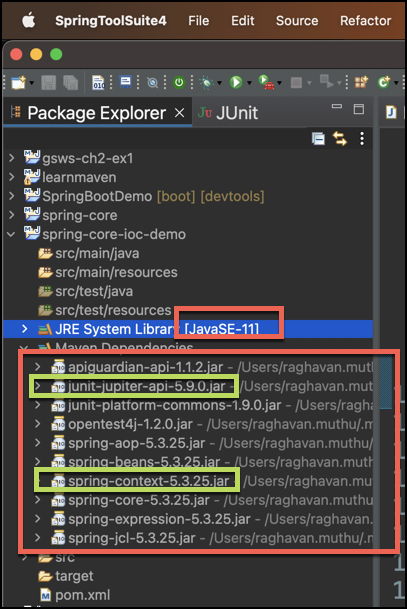 SpringToolSuite4 File Edit Source Refactor
Package Explorer JUnit
gsws-ch2-ex1
learnmaven
SpringBootDemo [boot] [devtools]
spring-core
spring-core-ioc-demo
src/main/java
src/main/resources
src/test/java
src/test/resources
JRE System Library [JavaSE-11]
Maven Dependencies
apiguardian-api-1.1.2.jar - /Users/raghavan.muthu/
junit-jupiter-api-5.9.0.jar - /Users/raghavan.muthu/
junit-platform-commons-1.9.0.jar - /Users/raghavan.
opentest4j-1.2.0.jar - /Users/raghavan.muthu/.m
spring-aop-5.3.25.jar - /Users/raghavan.muthu/
spring-beans-5.3.25.jar - /Users/raghavan.muth
spring-context-5.3.25.jar - /Users/raghavan.mu
spring-core-5.3.25.jar - /Users/raghavan.muthu
spring-expression-5.3.25.jar - /Users/raghavan
spring-jcl-5.3.25.jar - /Users/raghavan.muthu/.
src
target
pom.xml